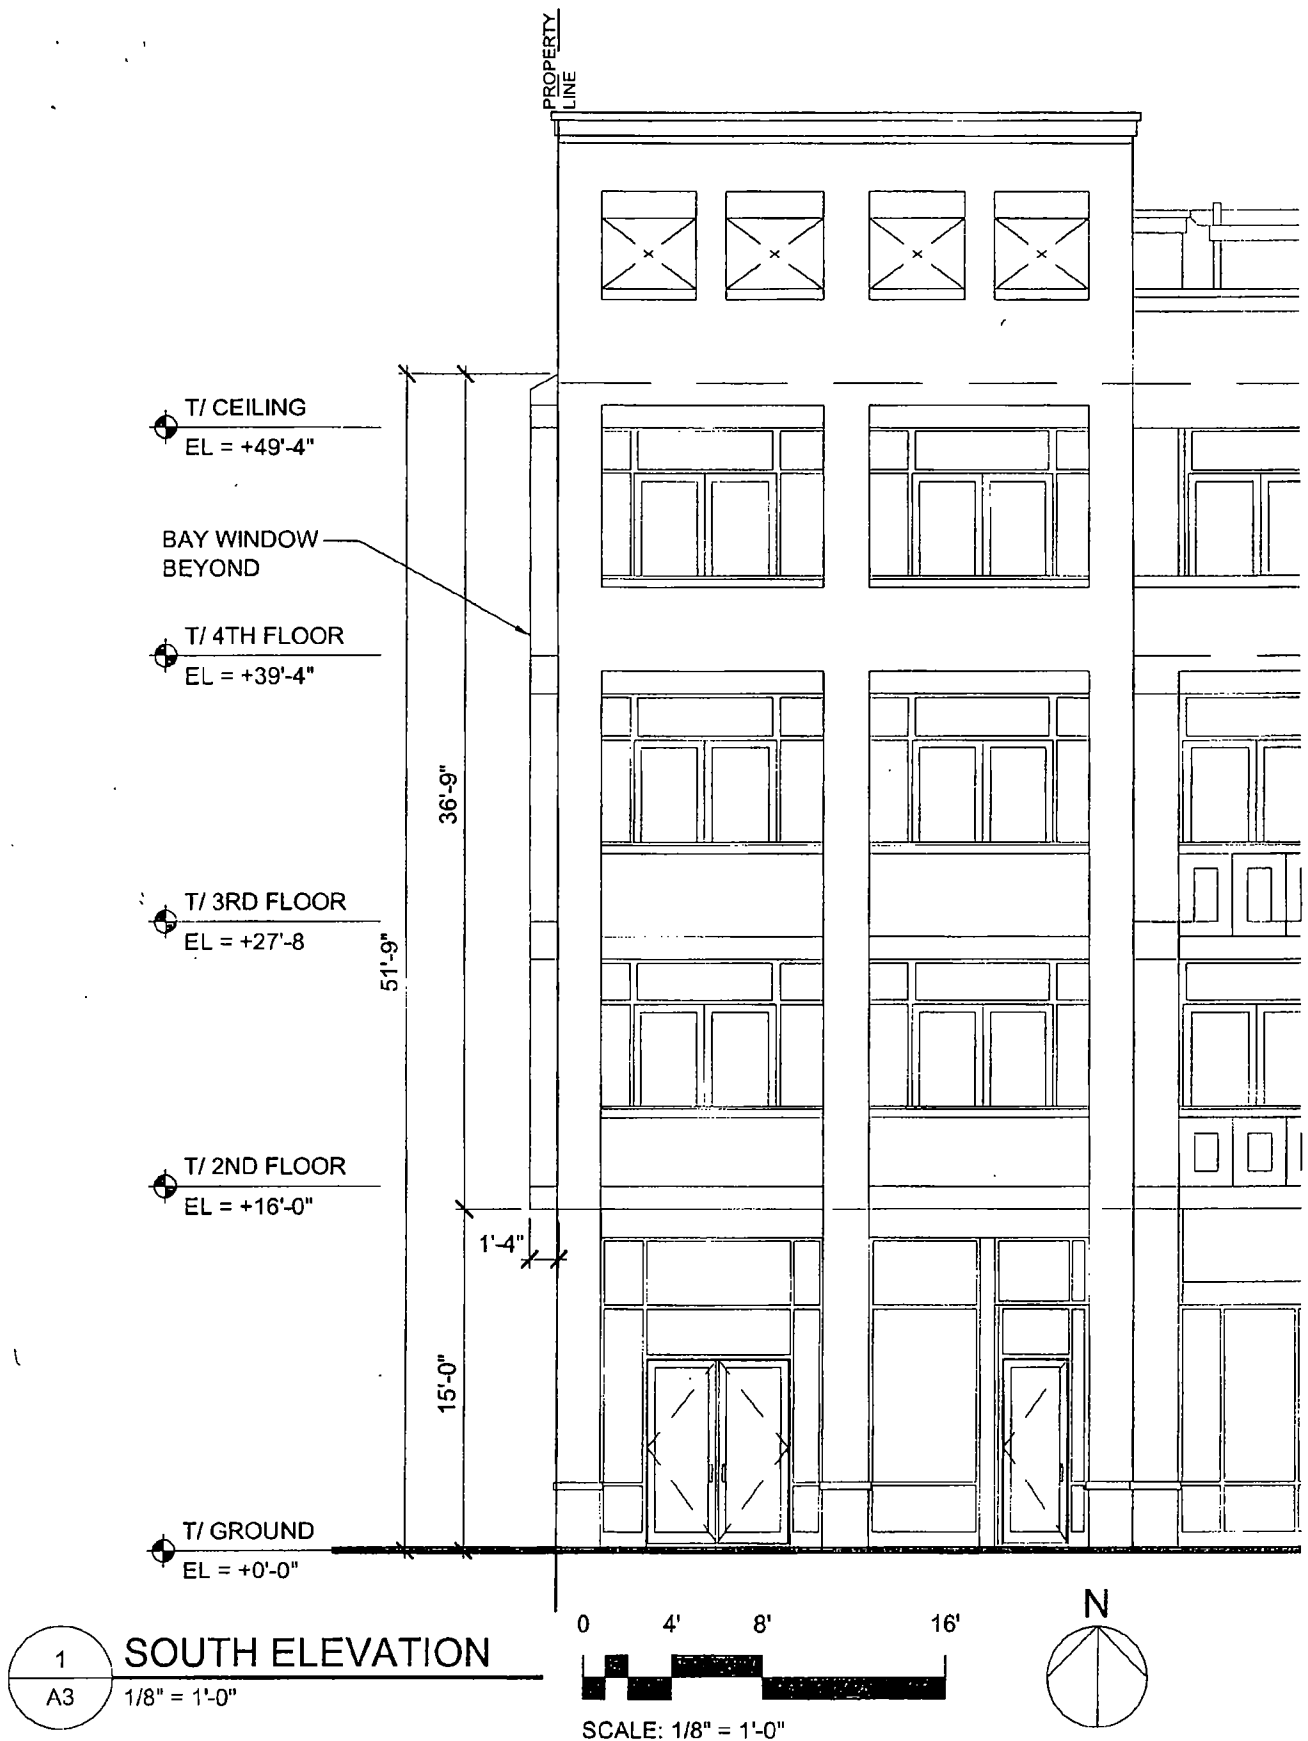 PROPERTY
LINE
T/ CEILING
EL = +49'-4"
BAY WINDOW
BEYOND
T/ 4TH FLOOR
EL = +39'-4"
36'-9"
T/ 3RD FLOOR
EL = +27'-8
51'-9"
T/ 2ND FLOOR
EL = +16'-0"
1'-4"
15'-0"
T/ GROUND
EL = +0'-0"
1
A3
SOUTH ELEVATION
1/8" = 1'-0"
0 4' 8' 16'
SCALE: 1/8" = 1'-0"
N